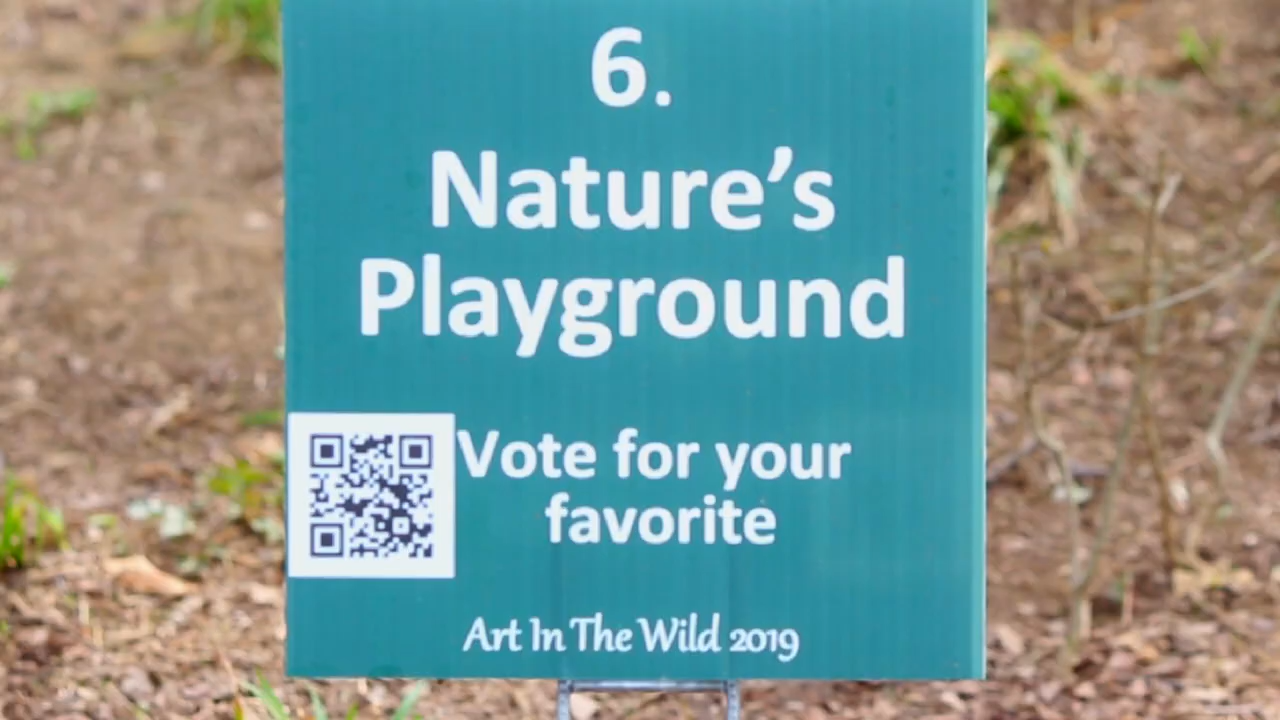 6.
Nature’s
Playground
Vote for your
favorite
Art In The Wild 2019